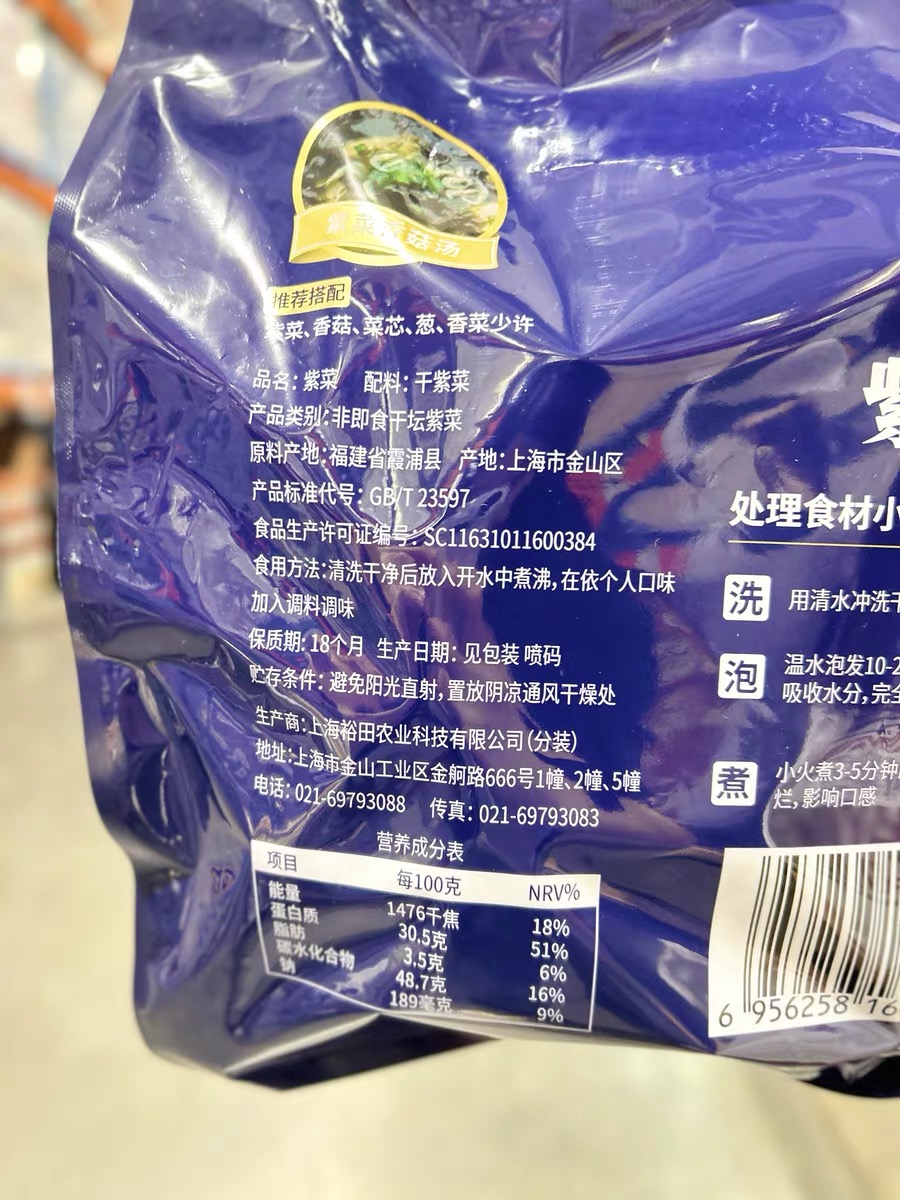 紫菜香菇汤
推荐搭配
紫菜、香菇、菜芯、葱、香菜少许
品名：紫菜 配料：干紫菜
产品类别：非即食干坛紫菜
原料产地：福建省霞浦县 产地：上海市金山区
产品标准代号：GB/T 23597
食品生产许可证编号：SC11631011600384
食用方法：清洗干净后放入开水中煮沸，在依个人口味
加入调料调味
保质期：18个月 生产日期：见包装 喷码
贮存条件：避免阳光直射，置放阴凉通风干燥处
生产商：上海裕田农业科技有限公司（分装）
地址：上海市金山工业区金舸路666号1幢、2幢、5幢
电话：021-69793088 传真：021-69793083
营养成分表
项目 每100克 NRV%
能量 1476千焦 18%
蛋白质 30.5克 51%
脂肪 3.5克 6%
碳水化合物 48.7克 16%
钠 189毫克 9%
紫
处理食材小
洗 用清水冲洗干
泡 温水泡发10-2
吸收水分，完全
煮 小火煮3-5分钟
烂，影响口感
6 956258 16